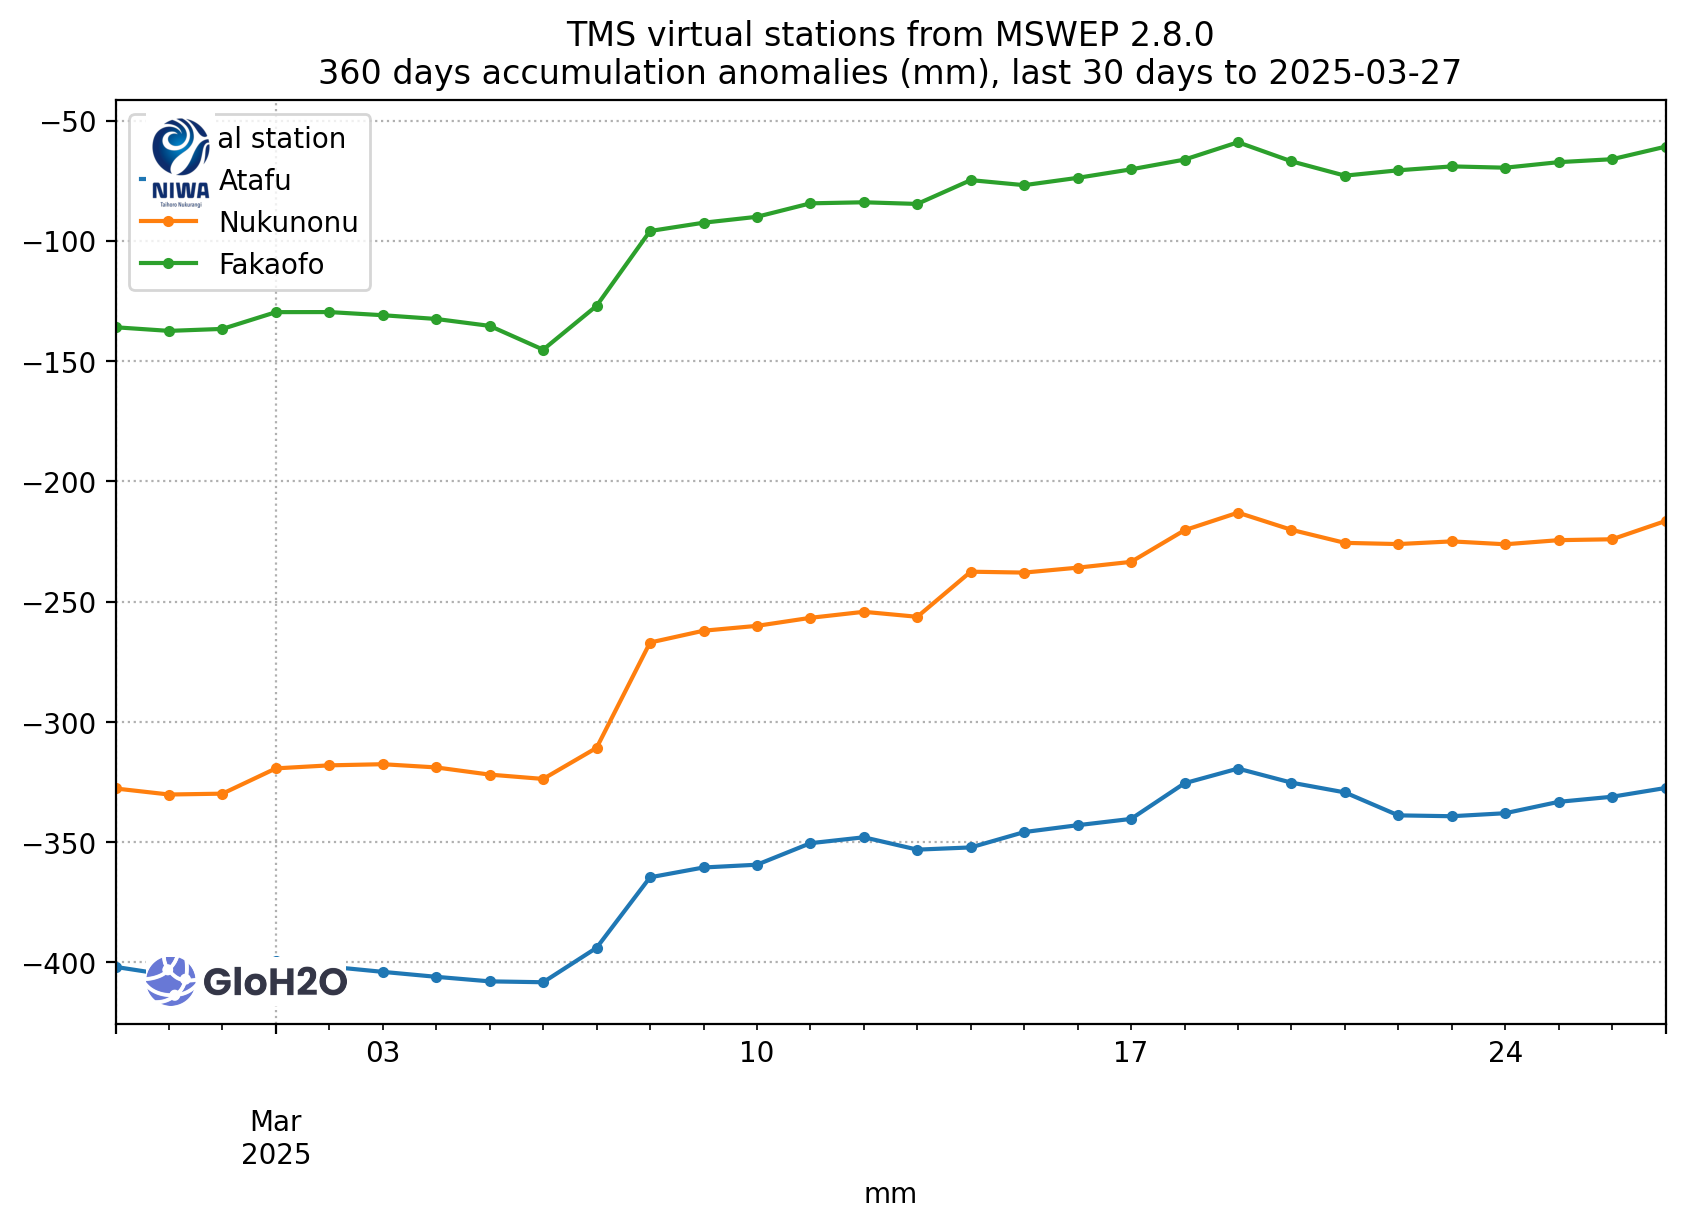 TMS virtual stations from MSWEP 2.8.0
360 days accumulation anomalies (mm), last 30 days to 2025-03-27
−50
−100
−150
−200
−250
−300
−350
−400
al station
Atafu
Nukunonu
Fakaofo
NIWA
Taihoro Nukurangi
GloH2O
03
10
17
24
Mar
2025
mm